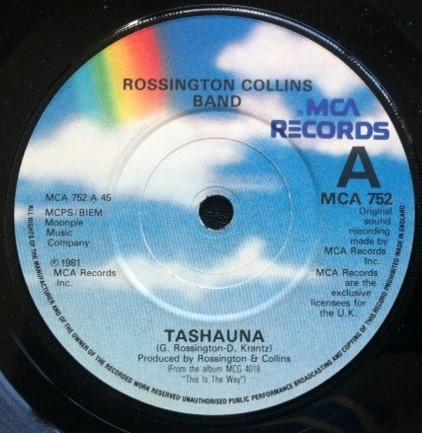 ROSSINGTON COLLINS
BAND
MCA
RECORDS
A
MCA 752 A 45
MCPS/BIEM
Moonpie
Music
Company
℗ 1981
MCA Records
Inc.
MCA 752
Original
sound
recording
made by
MCA Records
Inc.
MCA Records
are the
exclusive
licensees for
the U.K.
TASHAUNA
(G. Rossington-D. Krantz)
Produced by Rossington & Collins
(From the album MCG 4018
"This Is The Way")
ALL RIGHTS OF THE MANUFACTURER AND OF THE OWNER OF THE RECORDED WORK RESERVED UNAUTHORISED PUBLIC PERFORMANCE BROADCASTING AND COPYING OF THIS RECORD PROHIBITED MADE IN ENGLAND